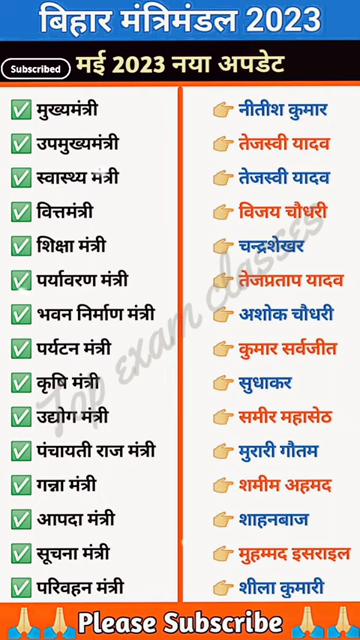 बिहार मंत्रिमंडल 2023
Subscribed
मई 2023 नया अपडेट
मुख्यमंत्री नीतीश कुमार
उपमुख्यमंत्री तेजस्वी यादव
स्वास्थ्य मंत्री तेजस्वी यादव
वित्तमंत्री विजय चौधरी
शिक्षा मंत्री चन्द्रशेखर
पर्यावरण मंत्री तेजप्रताप यादव
भवन निर्माण मंत्री अशोक चौधरी
पर्यटन मंत्री कुमार सर्वजीत
कृषि मंत्री सुधाकर
उद्योग मंत्री समीर महासेठ
पंचायती राज मंत्री मुरारी गौतम
गन्ना मंत्री शमीम अहमद
आपदा मंत्री शाहनबाज
सूचना मंत्री मुहम्मद इसराइल
परिवहन मंत्री शीला कुमारी
Top exam classes
Please Subscribe